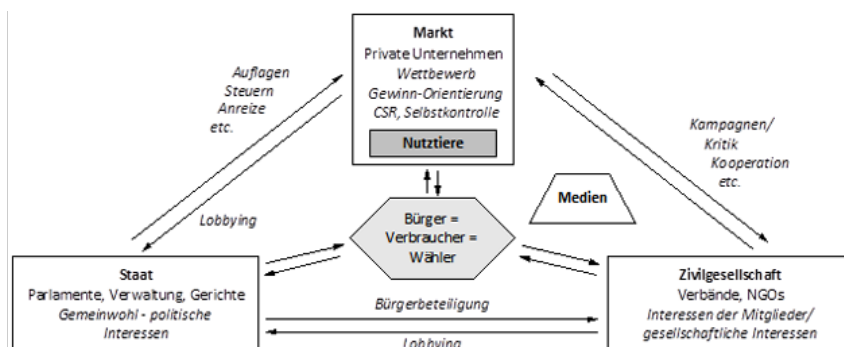 Markt
Private Unternehmen
Wettbewerb
Gewinn-Orientierung
CSR, Selbstkontrolle
Nutztiere
Auflagen
Steuern
Anreize
etc.
Lobbying
Kampagnen/
Kritik
Kooperation
etc.
Medien
Bürger =
Verbraucher =
Wähler
Staat
Parlamente, Verwaltung, Gerichte
Gemeinwohl - politische
Interessen
Bürgerbeteiligung
Lobbying
Zivilgesellschaft
Verbände, NGOs
Interessen der Mitglieder/
gesellschaftliche Interessen